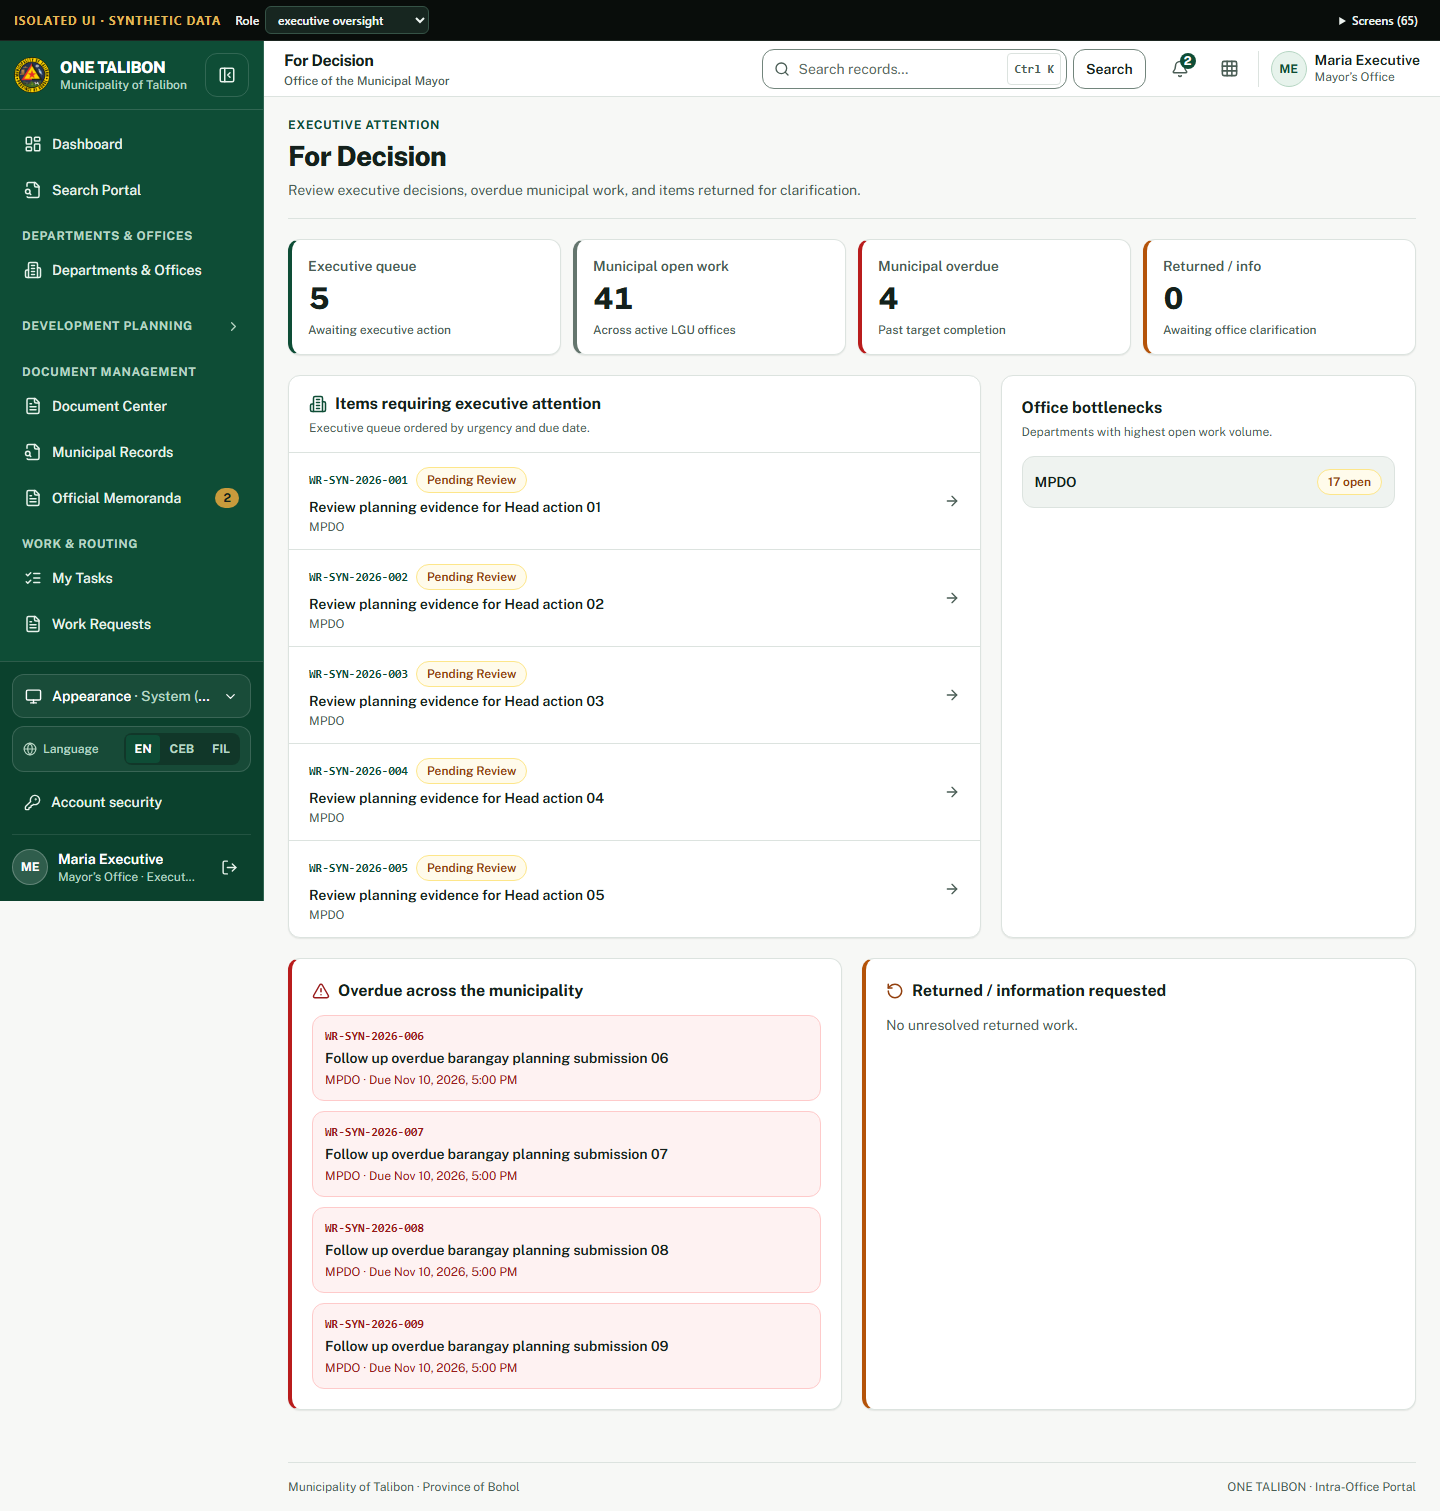 ISOLATED UI · SYNTHETIC DATA Role executive oversight Screens (65)
ONE TALIBON
Municipality of Talibon
For Decision
Office of the Municipal Mayor
Search records... Ctrl K Search 2 ME Maria Executive
Mayor's Office
Dashboard
Search Portal
DEPARTMENTS & OFFICES
Departments & Offices
DEVELOPMENT PLANNING
DOCUMENT MANAGEMENT
Document Center
Municipal Records
Official Memoranda 2
WORK & ROUTING
My Tasks
Work Requests
Appearance · System (...
Language EN CEB FIL
Account security
ME Maria Executive
Mayor's Office · Execut...
EXECUTIVE ATTENTION
For Decision
Review executive decisions, overdue municipal work, and items returned for clarification.
Executive queue
5
Awaiting executive action
Municipal open work
41
Across active LGU offices
Municipal overdue
4
Past target completion
Returned / info
0
Awaiting office clarification
Items requiring executive attention
Executive queue ordered by urgency and due date.
WR-SYN-2026-001 Pending Review
Review planning evidence for Head action 01
MPDO
WR-SYN-2026-002 Pending Review
Review planning evidence for Head action 02
MPDO
WR-SYN-2026-003 Pending Review
Review planning evidence for Head action 03
MPDO
WR-SYN-2026-004 Pending Review
Review planning evidence for Head action 04
MPDO
WR-SYN-2026-005 Pending Review
Review planning evidence for Head action 05
MPDO
Office bottlenecks
Departments with highest open work volume.
MPDO 17 open
Overdue across the municipality
WR-SYN-2026-006
Follow up overdue barangay planning submission 06
MPDO · Due Nov 10, 2026, 5:00 PM
WR-SYN-2026-007
Follow up overdue barangay planning submission 07
MPDO · Due Nov 10, 2026, 5:00 PM
WR-SYN-2026-008
Follow up overdue barangay planning submission 08
MPDO · Due Nov 10, 2026, 5:00 PM
WR-SYN-2026-009
Follow up overdue barangay planning submission 09
MPDO · Due Nov 10, 2026, 5:00 PM
Returned / information requested
No unresolved returned work.
Municipality of Talibon · Province of Bohol
ONE TALIBON · Intra-Office Portal